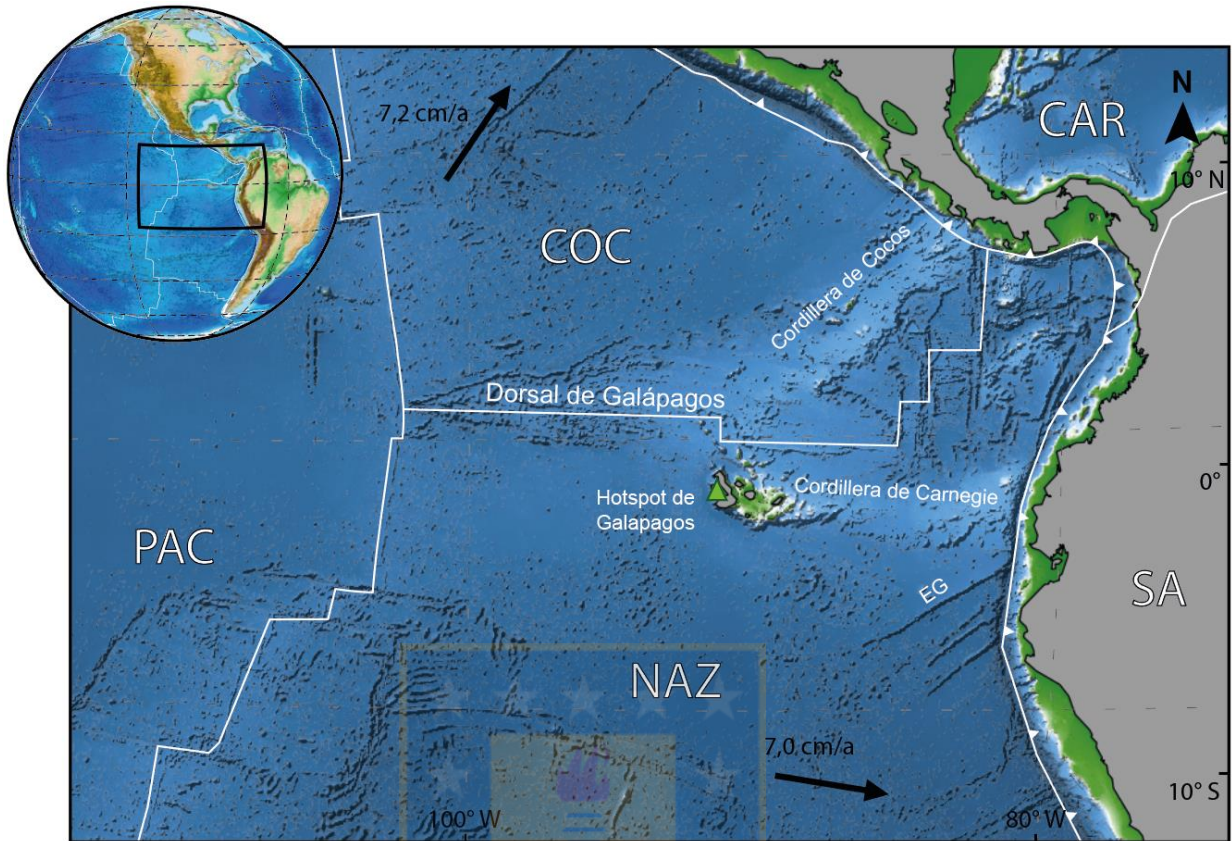 7,2 cm/a
N
CAR
10° N
COC
Cordillera de Cocos
Dorsal de Galápagos
Hotspot de
Galapagos
Cordillera de Carnegie
0°
PAC
EG
SA
NAZ
7,0 cm/a
10° S
100° W
80° W